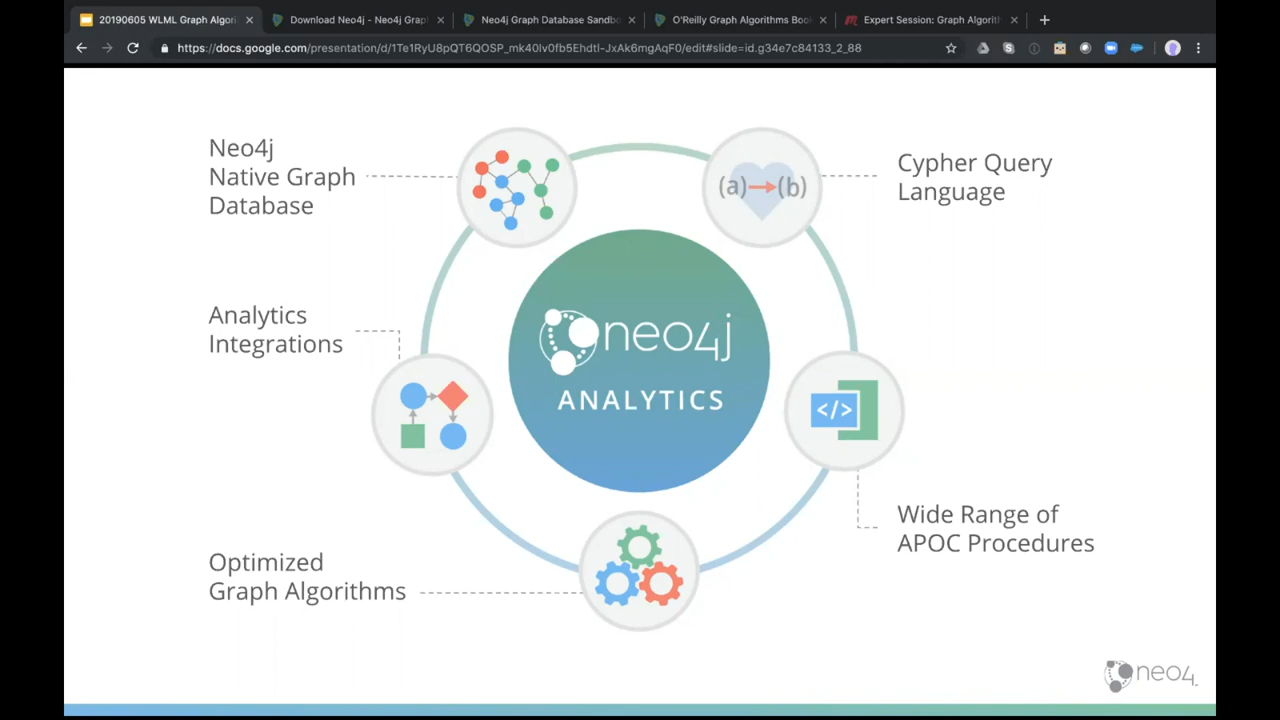 20190605 WLML Graph Algori
Download Neo4j - Neo4j Grap
Neo4j Graph Database Sandb
O'Reilly Graph Algorithms Boo
Expert Session: Graph Algorit
https://docs.google.com/presentation/d/1Te1RyU8pQT6QOSP_mk40lv0fb5Ehdtl-JxAk6mgAqF0/edit#slide=id.g34e7c84133_2_88
Neo4j
Native Graph
Database
(a)→(b)
Cypher Query
Language
Analytics
Integrations
neo4j
ANALYTICS
</>
Wide Range of
APOC Procedures
Optimized
Graph Algorithms
neo4j